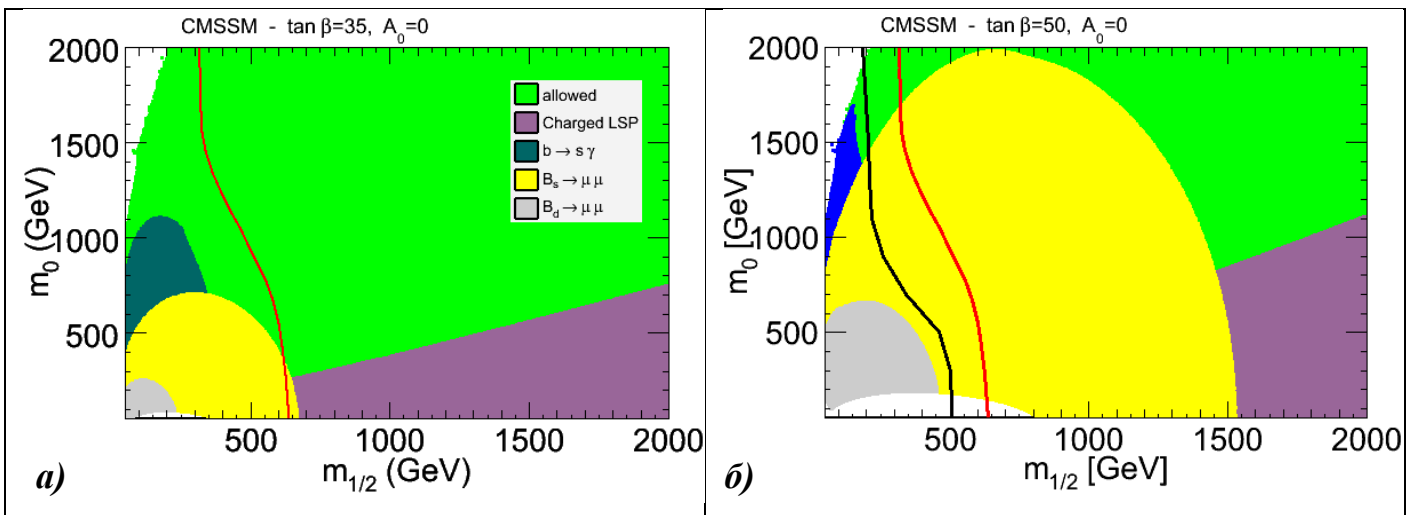 CMSSM - tan β=35, A₀=0
2000
1500
1000
500
m₀ (GeV)
allowed
Charged LSP
b → s γ
Bₛ → μ μ
B_d → μ μ
500 1000 1500 2000
m₁/₂ (GeV)
а)
CMSSM - tan β=50, A₀=0
2000
1500
1000
500
m₀ [GeV]
500 1000 1500 2000
m₁/₂ [GeV]
б)